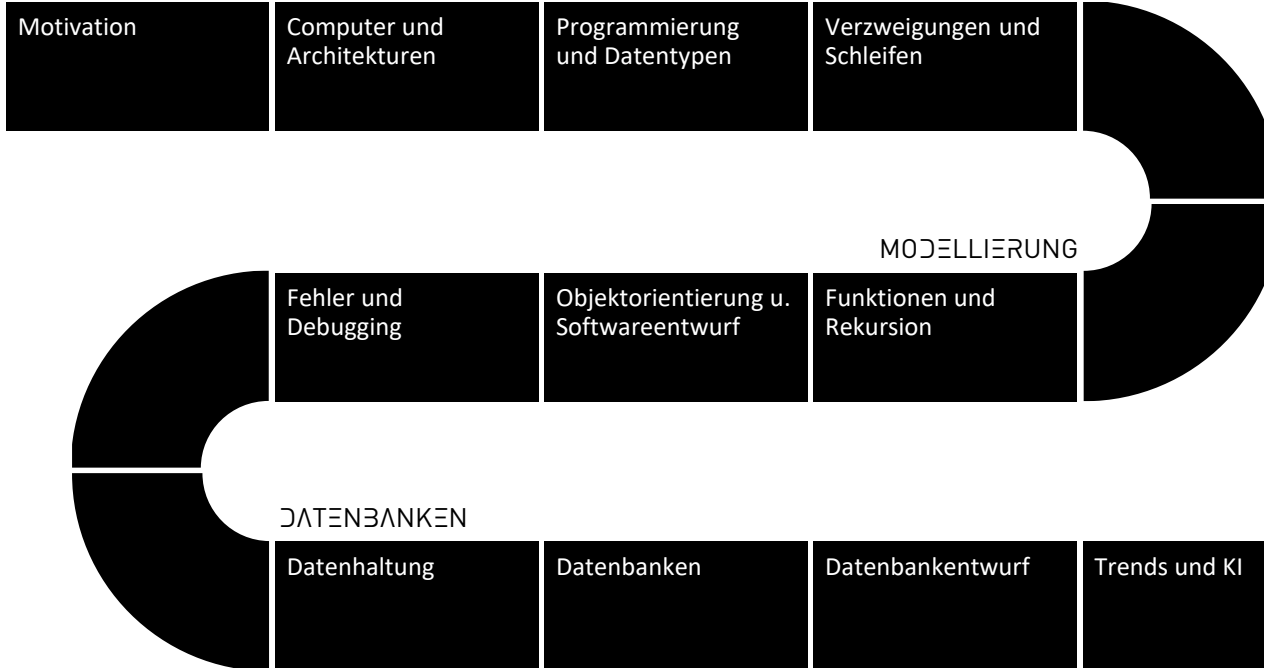 Motivation
Computer und
Architekturen
Programmierung
und Datentypen
Verzweigungen und
Schleifen
MODELLIERUNG
Fehler und
Debugging
Objektorientierung u.
Softwareentwurf
Funktionen und
Rekursion
DATENBANKEN
Datenhaltung
Datenbanken
Datenbankentwurf
Trends und KI